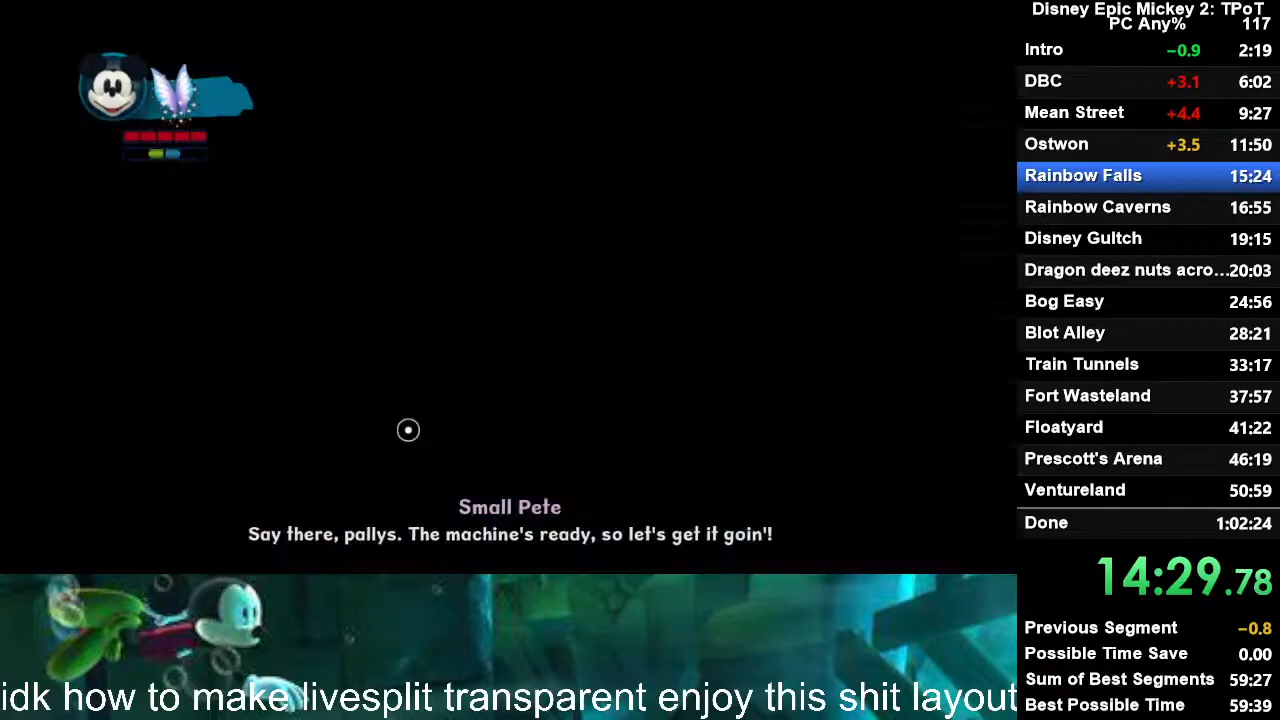 Disney Epic Mickey 2: TPoT
PC Any% 117
Intro −0.9 2:19
DBC +3.1 6:02
Mean Street +4.4 9:27
Ostwon +3.5 11:50
Rainbow Falls 15:24
Rainbow Caverns 16:55
Disney Gultch 19:15
Dragon deez nuts acro... 20:03
Bog Easy 24:56
Blot Alley 28:21
Train Tunnels 33:17
Fort Wasteland 37:57
Floatyard 41:22
Prescott's Arena 46:19
Ventureland 50:59
Done 1:02:24
14:29.78
Previous Segment −0.8
Possible Time Save 0.00
Sum of Best Segments 59:27
Best Possible Time 59:39
Small Pete
Say there, pallys. The machine's ready, so let's get it goin'!
idk how to make livesplit transparent enjoy this shit layout